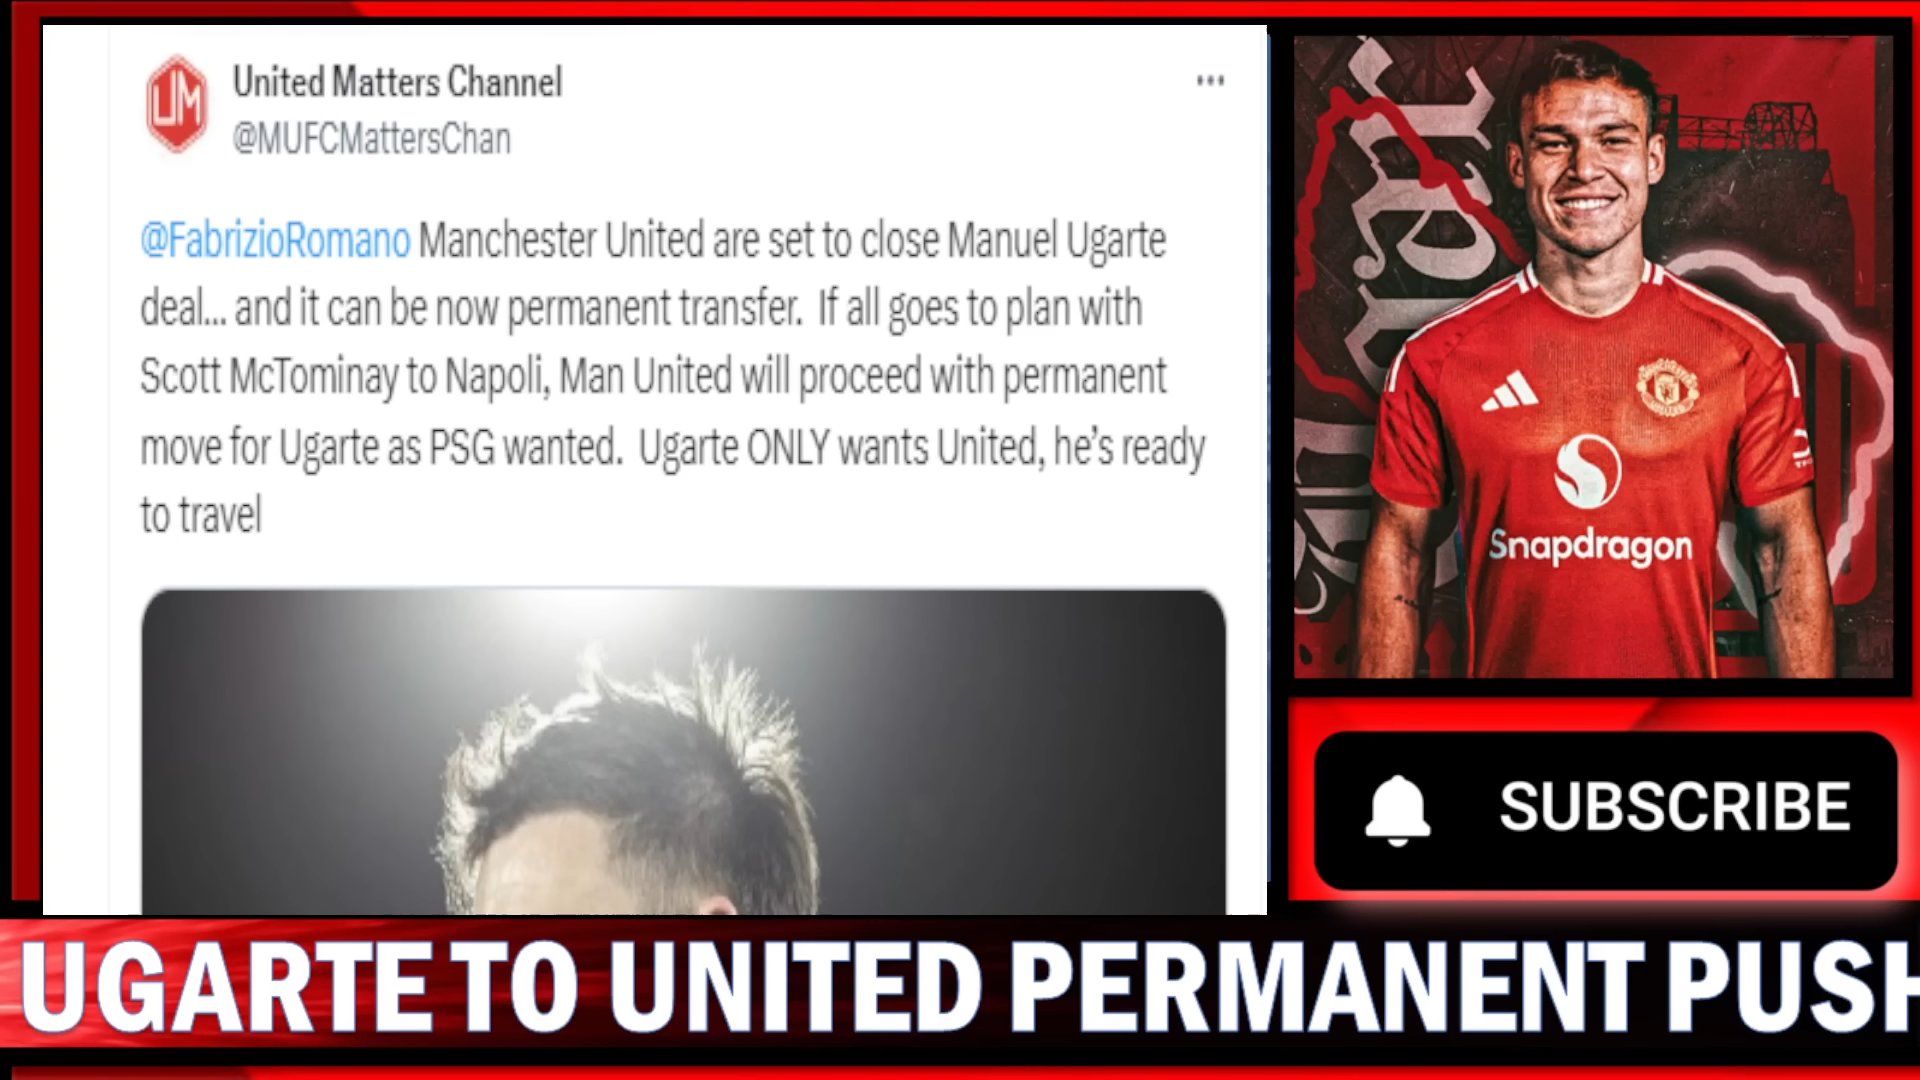 UM
United Matters Channel
@MUFCMattersChan
@FabrizioRomano Manchester United are set to close Manuel Ugarte
deal... and it can be now permanent transfer.  If all goes to plan with
Scott McTominay to Napoli, Man United will proceed with permanent
move for Ugarte as PSG wanted.  Ugarte ONLY wants United, he’s ready
to travel
Snapdragon
SUBSCRIBE
UGARTE TO UNITED PERMANENT PUSH